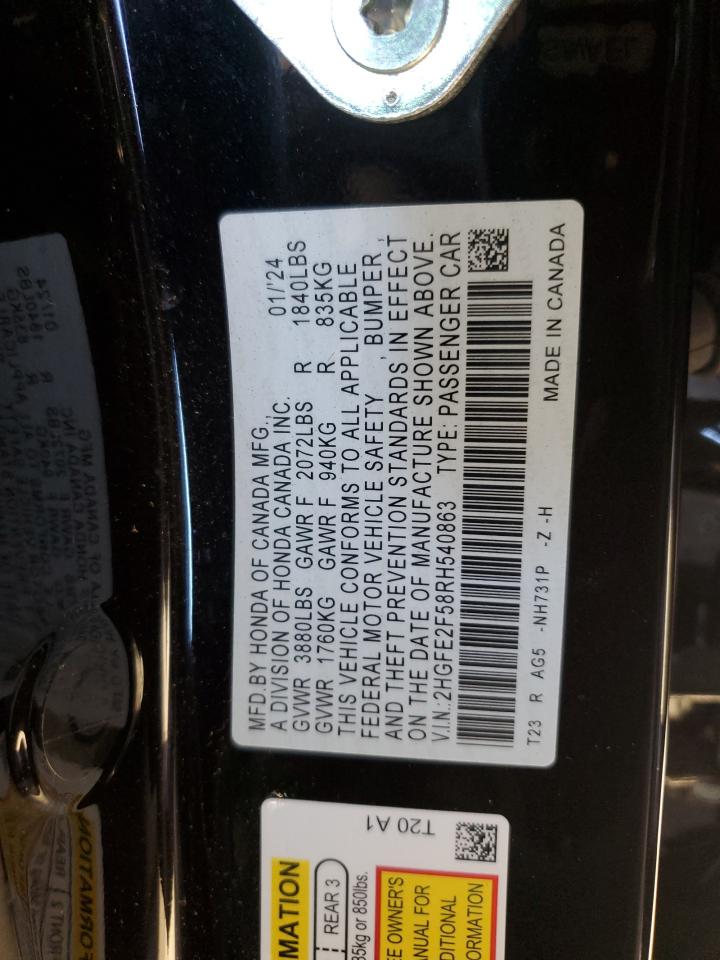 MFD.BY HONDA OF CANADA MFG.,
A DIVISION OF HONDA CANADA INC. 01/'24
GVWR 3880LBS GAWR F 2072LBS R 1840LBS
GVWR 1760KG GAWR F 940KG R 835KG
THIS VEHICLE CONFORMS TO ALL APPLICABLE
FEDERAL MOTOR VEHICLE SAFETY, BUMPER,
AND THEFT PREVENTION STANDARDS IN EFFECT
ON THE DATE OF MANUFACTURE SHOWN ABOVE.
V.I.N.:2HGFE2F58RH540863 TYPE: PASSENGER CAR
T23 R AG5 -NH731P -Z -H
MADE IN CANADA
T20 A1
MATION
REAR 3
35kg or 850lbs.
EE OWNER'S
ANUAL FOR
DITIONAL
ORMATION